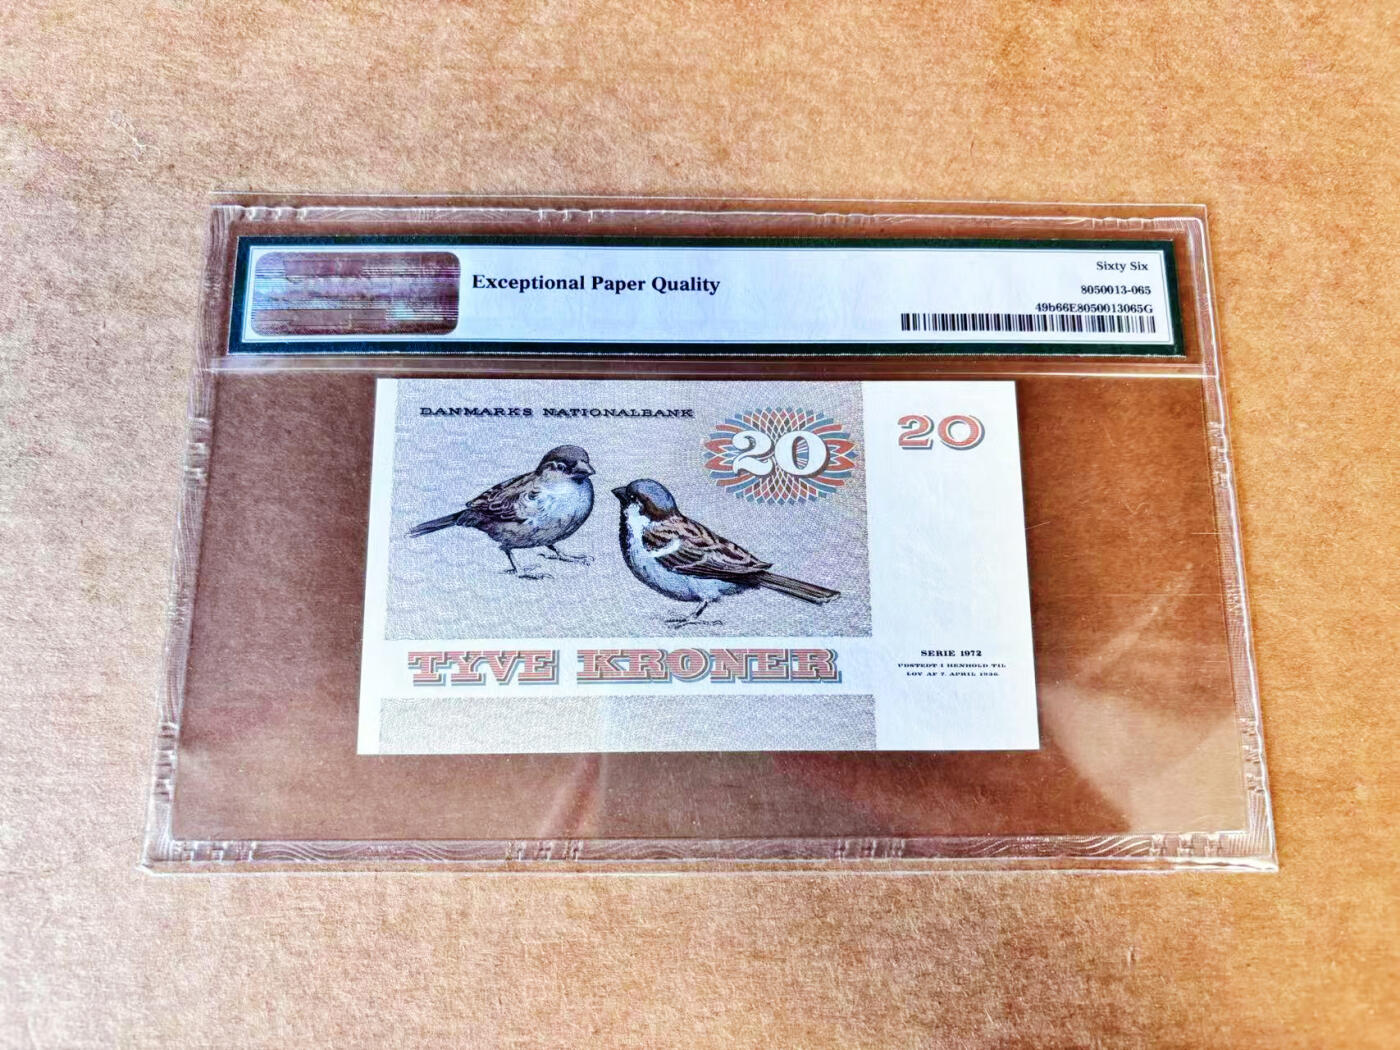 Exceptional Paper Quality
Sixty Six
8050013-065
49b66E8050013065G
DANMARKS NATIONALBANK
20
20
TYVE KRONER
SERIE 1972
VDSTEDT I HENHOLD TIL
LOV AF 7. APRIL 1936